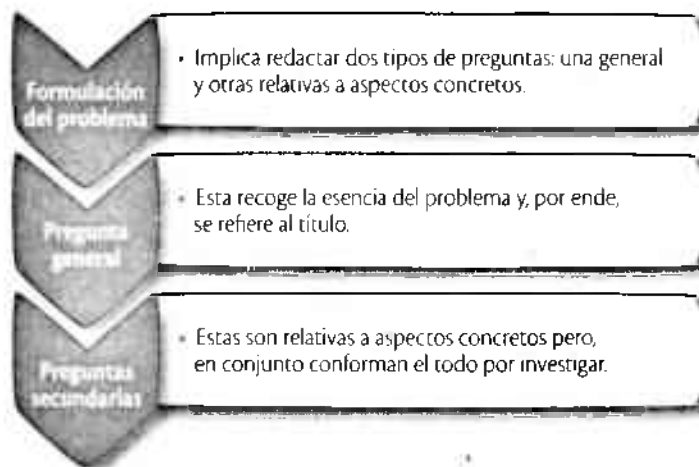 Formulación
del problema
• Implica redactar dos tipos de preguntas: una general
y otras relativas a aspectos concretos.
Pregunta
general
• Esta recoge la esencia del problema y, por ende,
se refiere al título.
Preguntas
secundarias
• Estas son relativas a aspectos concretos pero,
en conjunto conforman el todo por investigar.